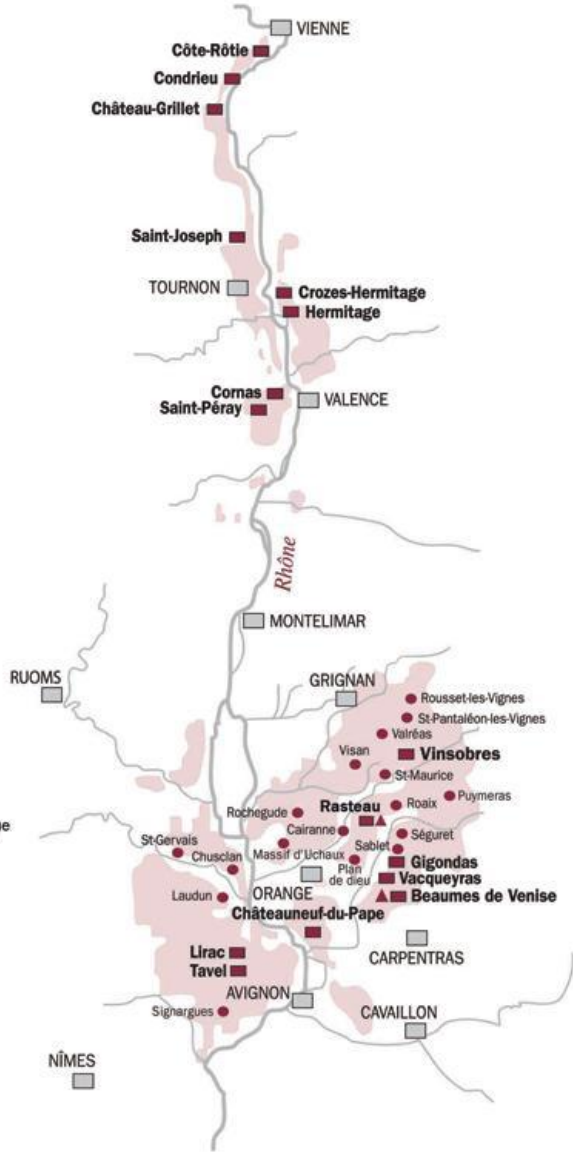 VIENNE
Côte-Rôtie
Condrieu
Château-Grillet
Saint-Joseph
TOURNON
Crozes-Hermitage
Hermitage
Cornas
Saint-Péray
VALENCE
Rhône
MONTELIMAR
RUOMS
GRIGNAN
Rousset-les-Vignes
St-Pantaléon-les-Vignes
Valréas
Vinsobres
Visan
St-Maurice
Puymeras
Rochegude
Rasteau
Roaix
Cairanne
Séguret
St-Gervais
Massif d'Uchaux
Sablet
Chusclan
Plan
de dieu
Gigondas
Vacqueyras
Laudun
ORANGE
Beaumes de Venise
Châteauneuf-du-Pape
Lirac
CARPENTRAS
Tavel
AVIGNON
Signargues
CAVAILLON
NÎMES